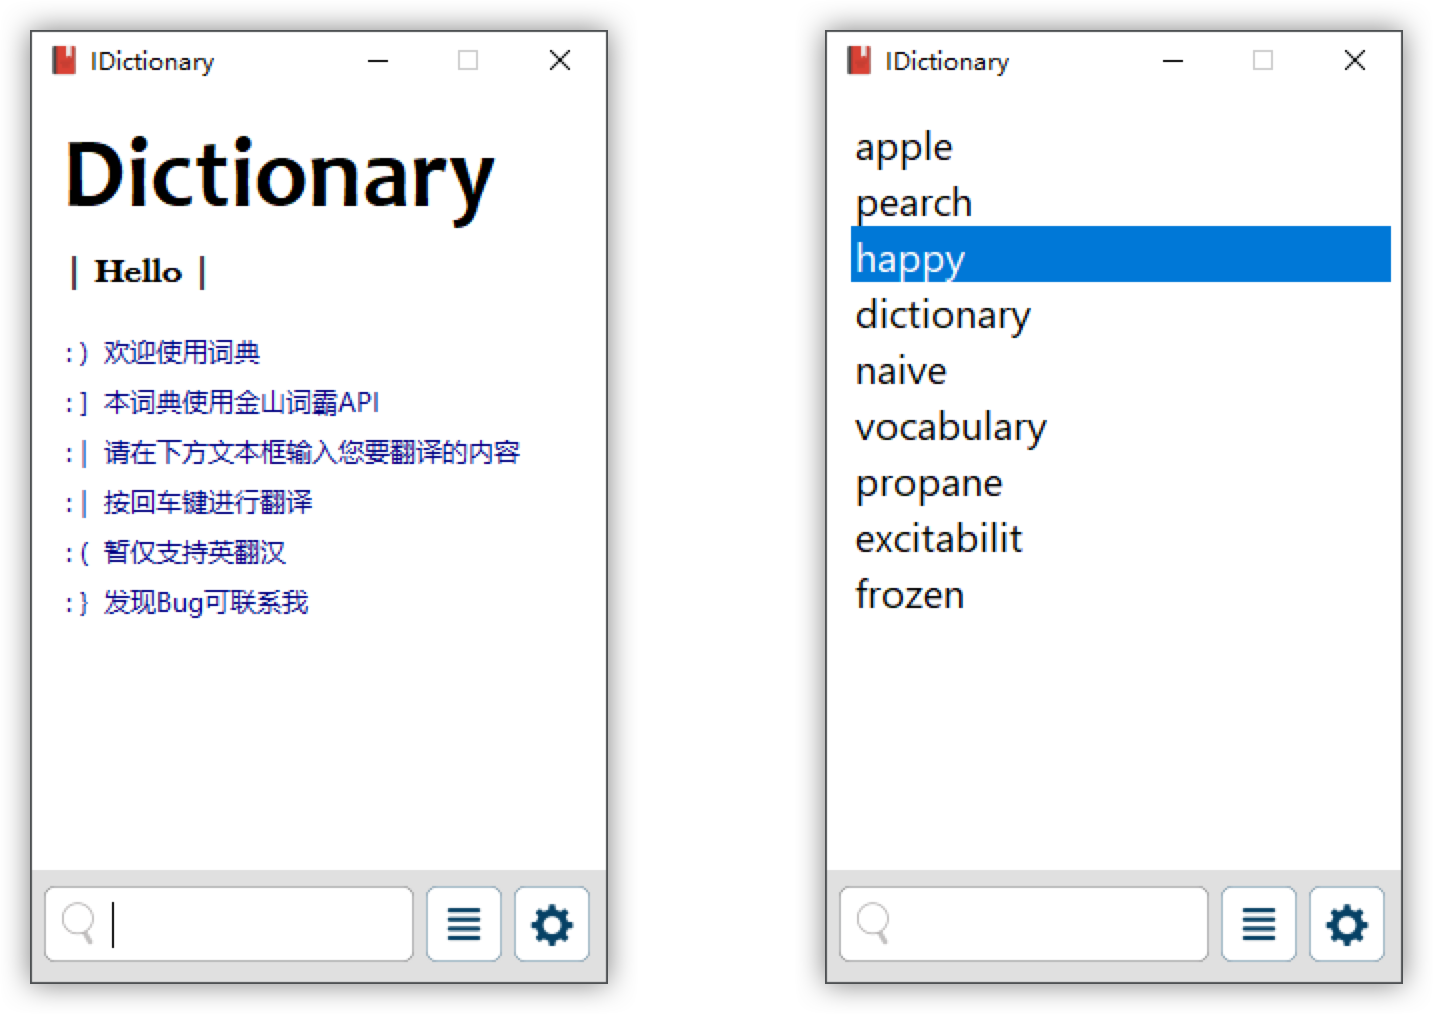 IDictionary
Dictionary
| Hello |
:) 欢迎使用词典
:] 本词典使用金山词霸API
:| 请在下方文本框输入您要翻译的内容
:| 按回车键进行翻译
:( 暂仅支持英翻汉
:} 发现Bug可联系我
IDictionary
apple
pearch
happy
dictionary
naive
vocabulary
propane
excitabilit
frozen